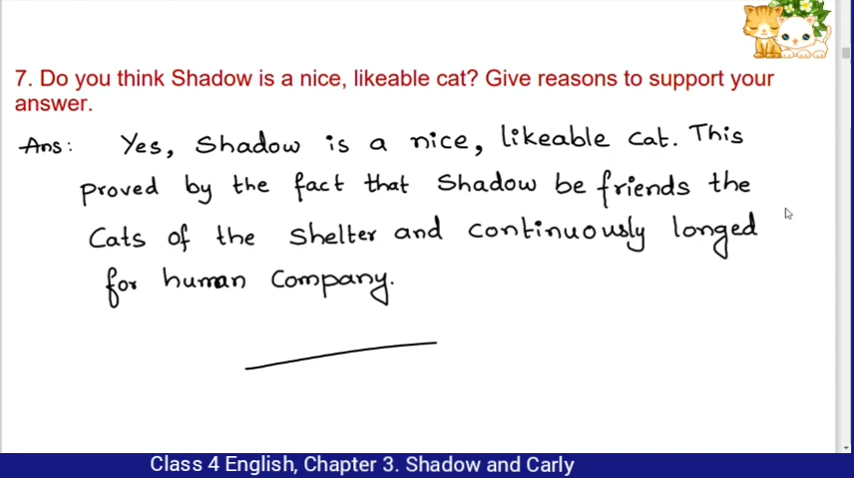 7. Do you think Shadow is a nice, likeable cat? Give reasons to support your
answer.
Ans: Yes, Shadow is a nice, likeable cat. This
proved by the fact that Shadow be friends the
Cats of the shelter and continuously longed
for human company.
Class 4 English, Chapter 3. Shadow and Carly